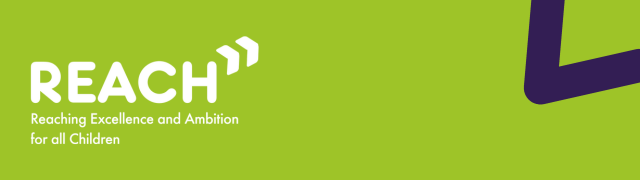 REACH
Reaching Excellence and Ambition
for all Children